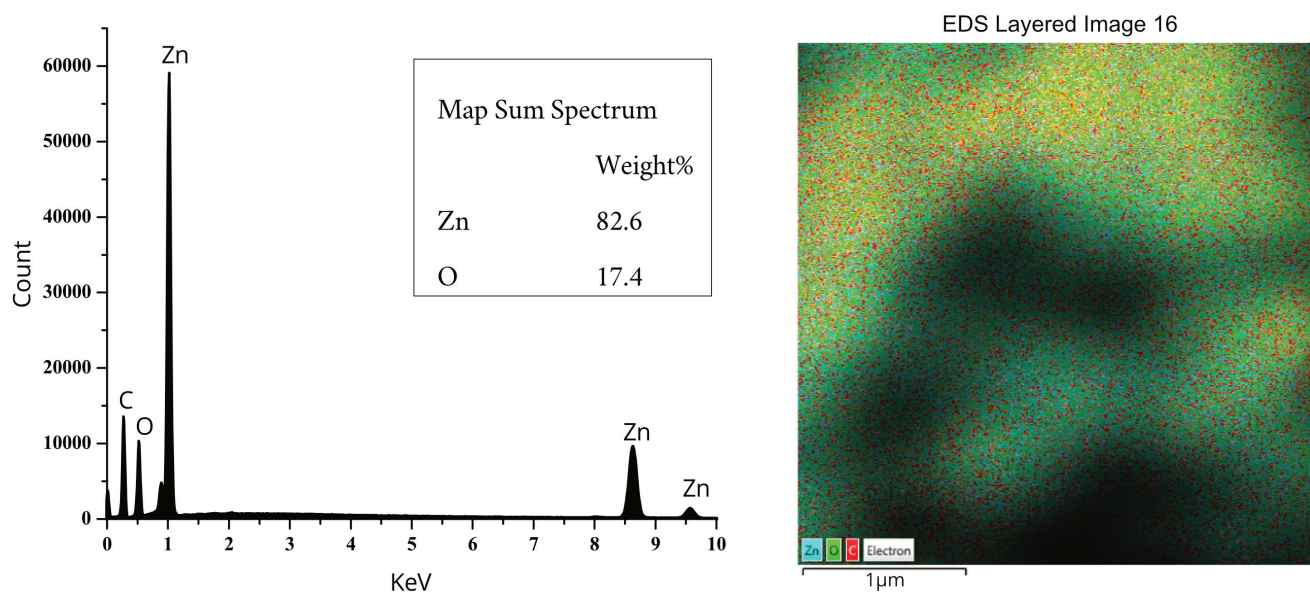 Zn
60000
50000
40000
30000
20000
10000
0
Count
C
O
Zn
Zn
0 1 2 3 4 5 6 7 8 9 10
KeV
Map Sum Spectrum
Weight%
Zn 82.6
O 17.4
EDS Layered Image 16
Zn O C Electron
1μm